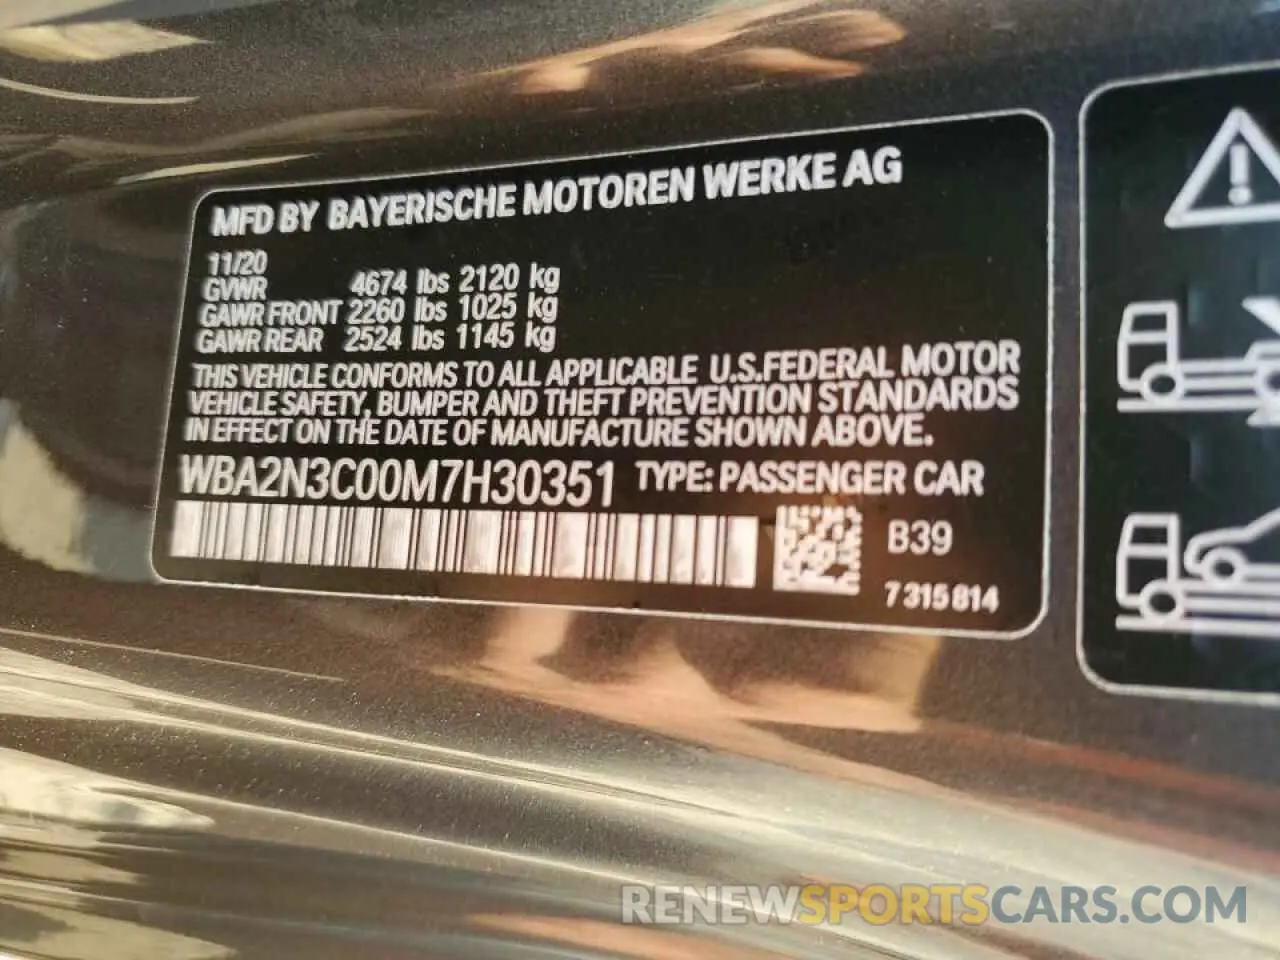 MFD BY BAYERISCHE MOTOREN WERKE AG
11/20
GVWR 4674 lbs 2120 kg
GAWR FRONT 2260 lbs 1025 kg
GAWR REAR 2524 lbs 1145 kg
THIS VEHICLE CONFORMS TO ALL APPLICABLE U.S.FEDERAL MOTOR
VEHICLE SAFETY, BUMPER AND THEFT PREVENTION STANDARDS
IN EFFECT ON THE DATE OF MANUFACTURE SHOWN ABOVE.
WBA2N3C00M7H30351 TYPE: PASSENGER CAR
B39
7 315 814
RENEWSPORTSCARS.COM